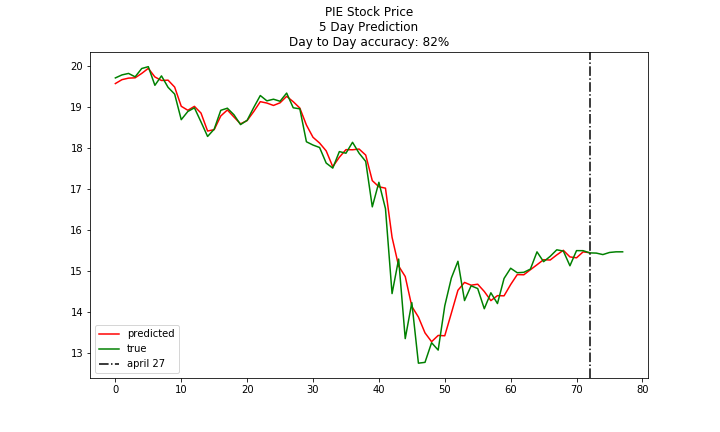 PIE Stock Price
5 Day Prediction
Day to Day accuracy: 82%
20
19
18
17
16
15
14
13
predicted
true
april 27
0
10
20
30
40
50
60
70
80